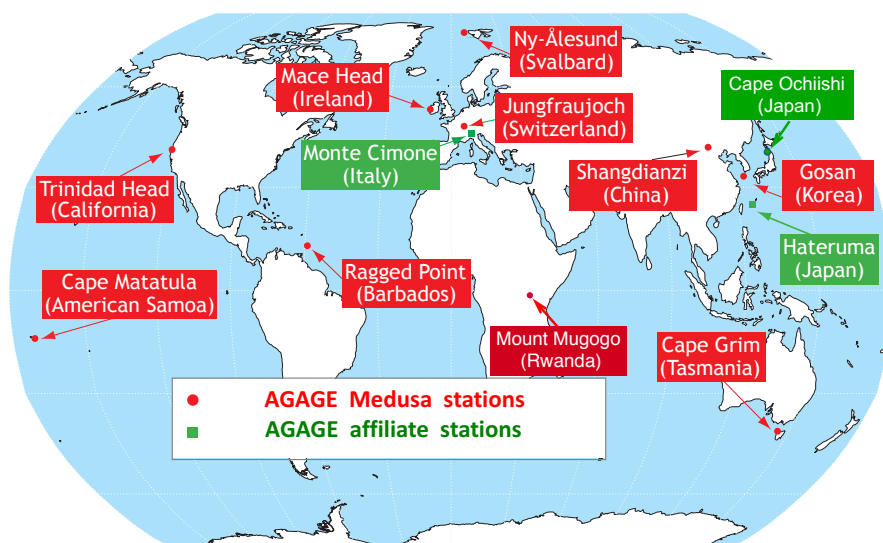 Ny-Ålesund
(Svalbard)
Mace Head
(Ireland)
Jungfraujoch
(Switzerland)
Cape Ochiishi
(Japan)
Monte Cimone
(Italy)
Shangdianzi
(China)
Gosan
(Korea)
Trinidad Head
(California)
Hateruma
(Japan)
Ragged Point
(Barbados)
Cape Matatula
(American Samoa)
Mount Mugogo
(Rwanda)
Cape Grim
(Tasmania)
AGAGE Medusa stations
AGAGE affiliate stations